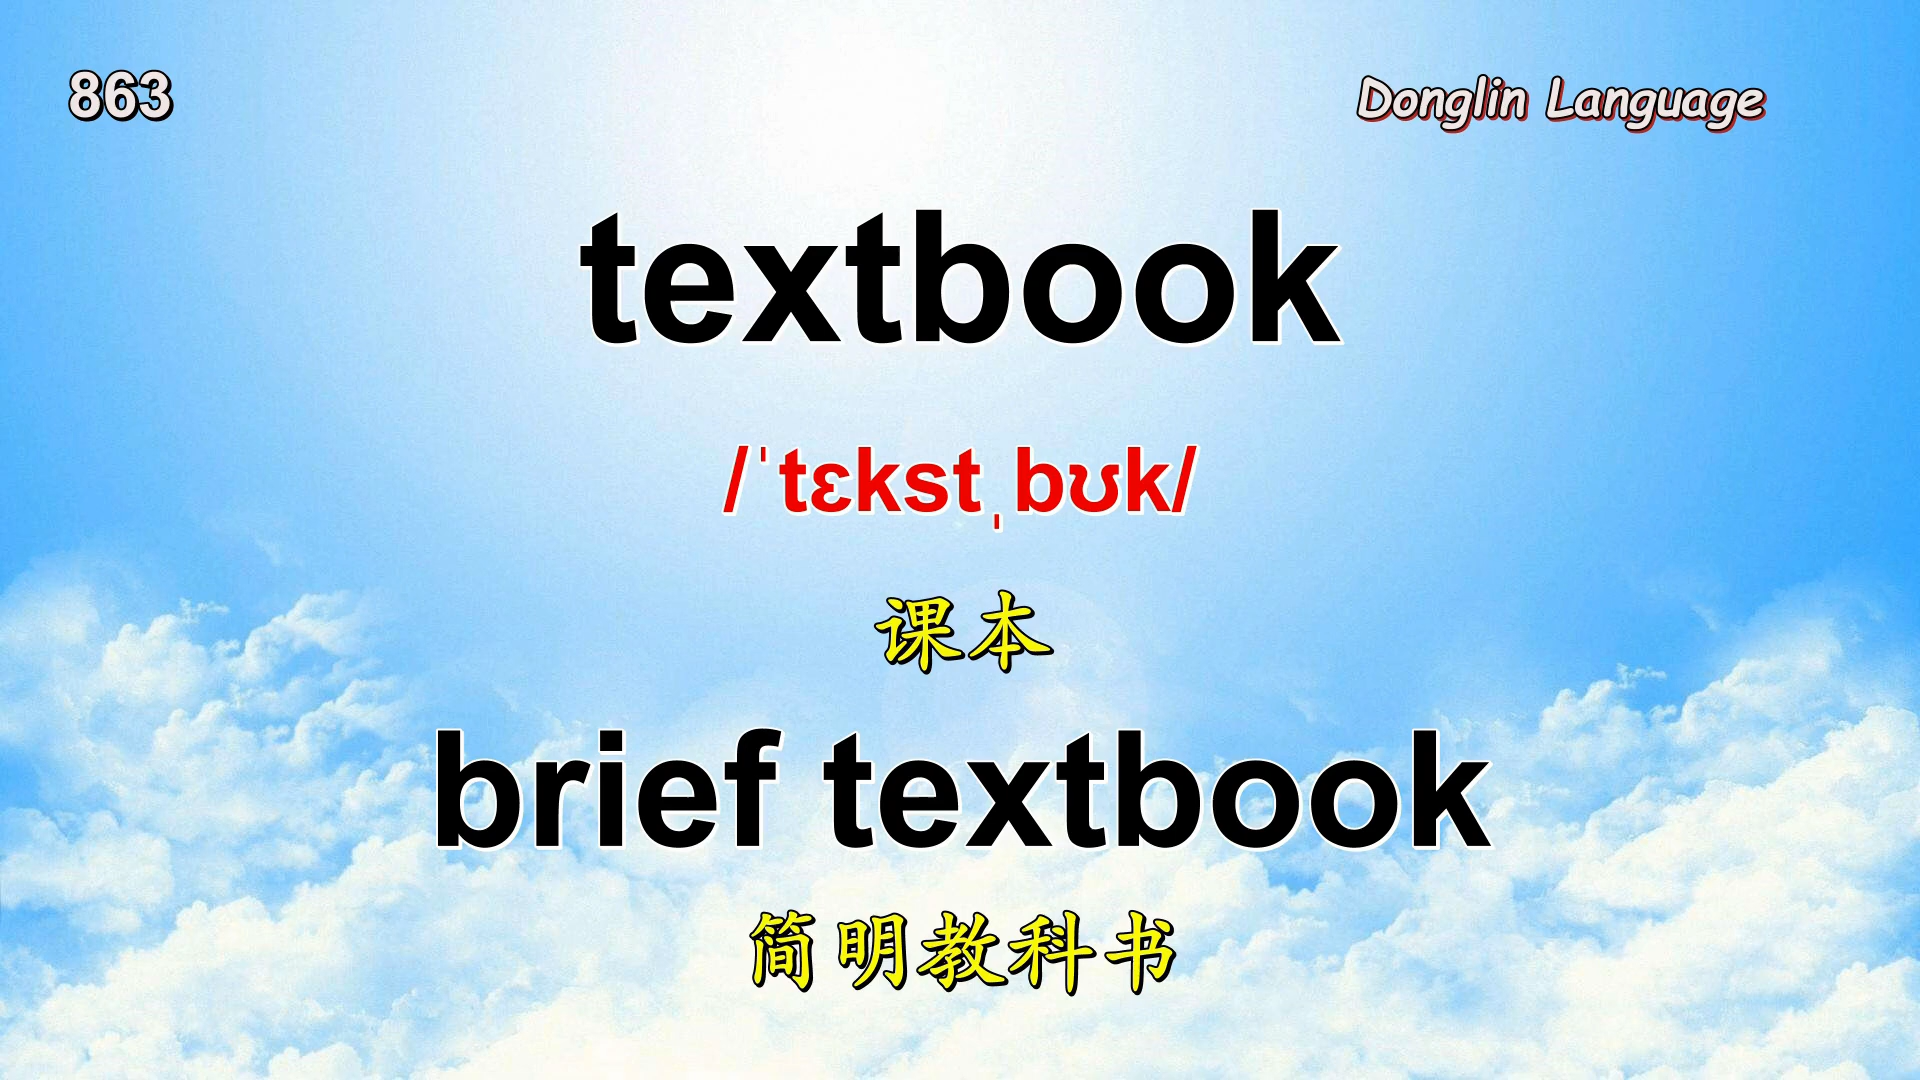 863
Donglin Language
textbook
/ˈtɛkstˌbʊk/
课本
brief textbook
简明教科书